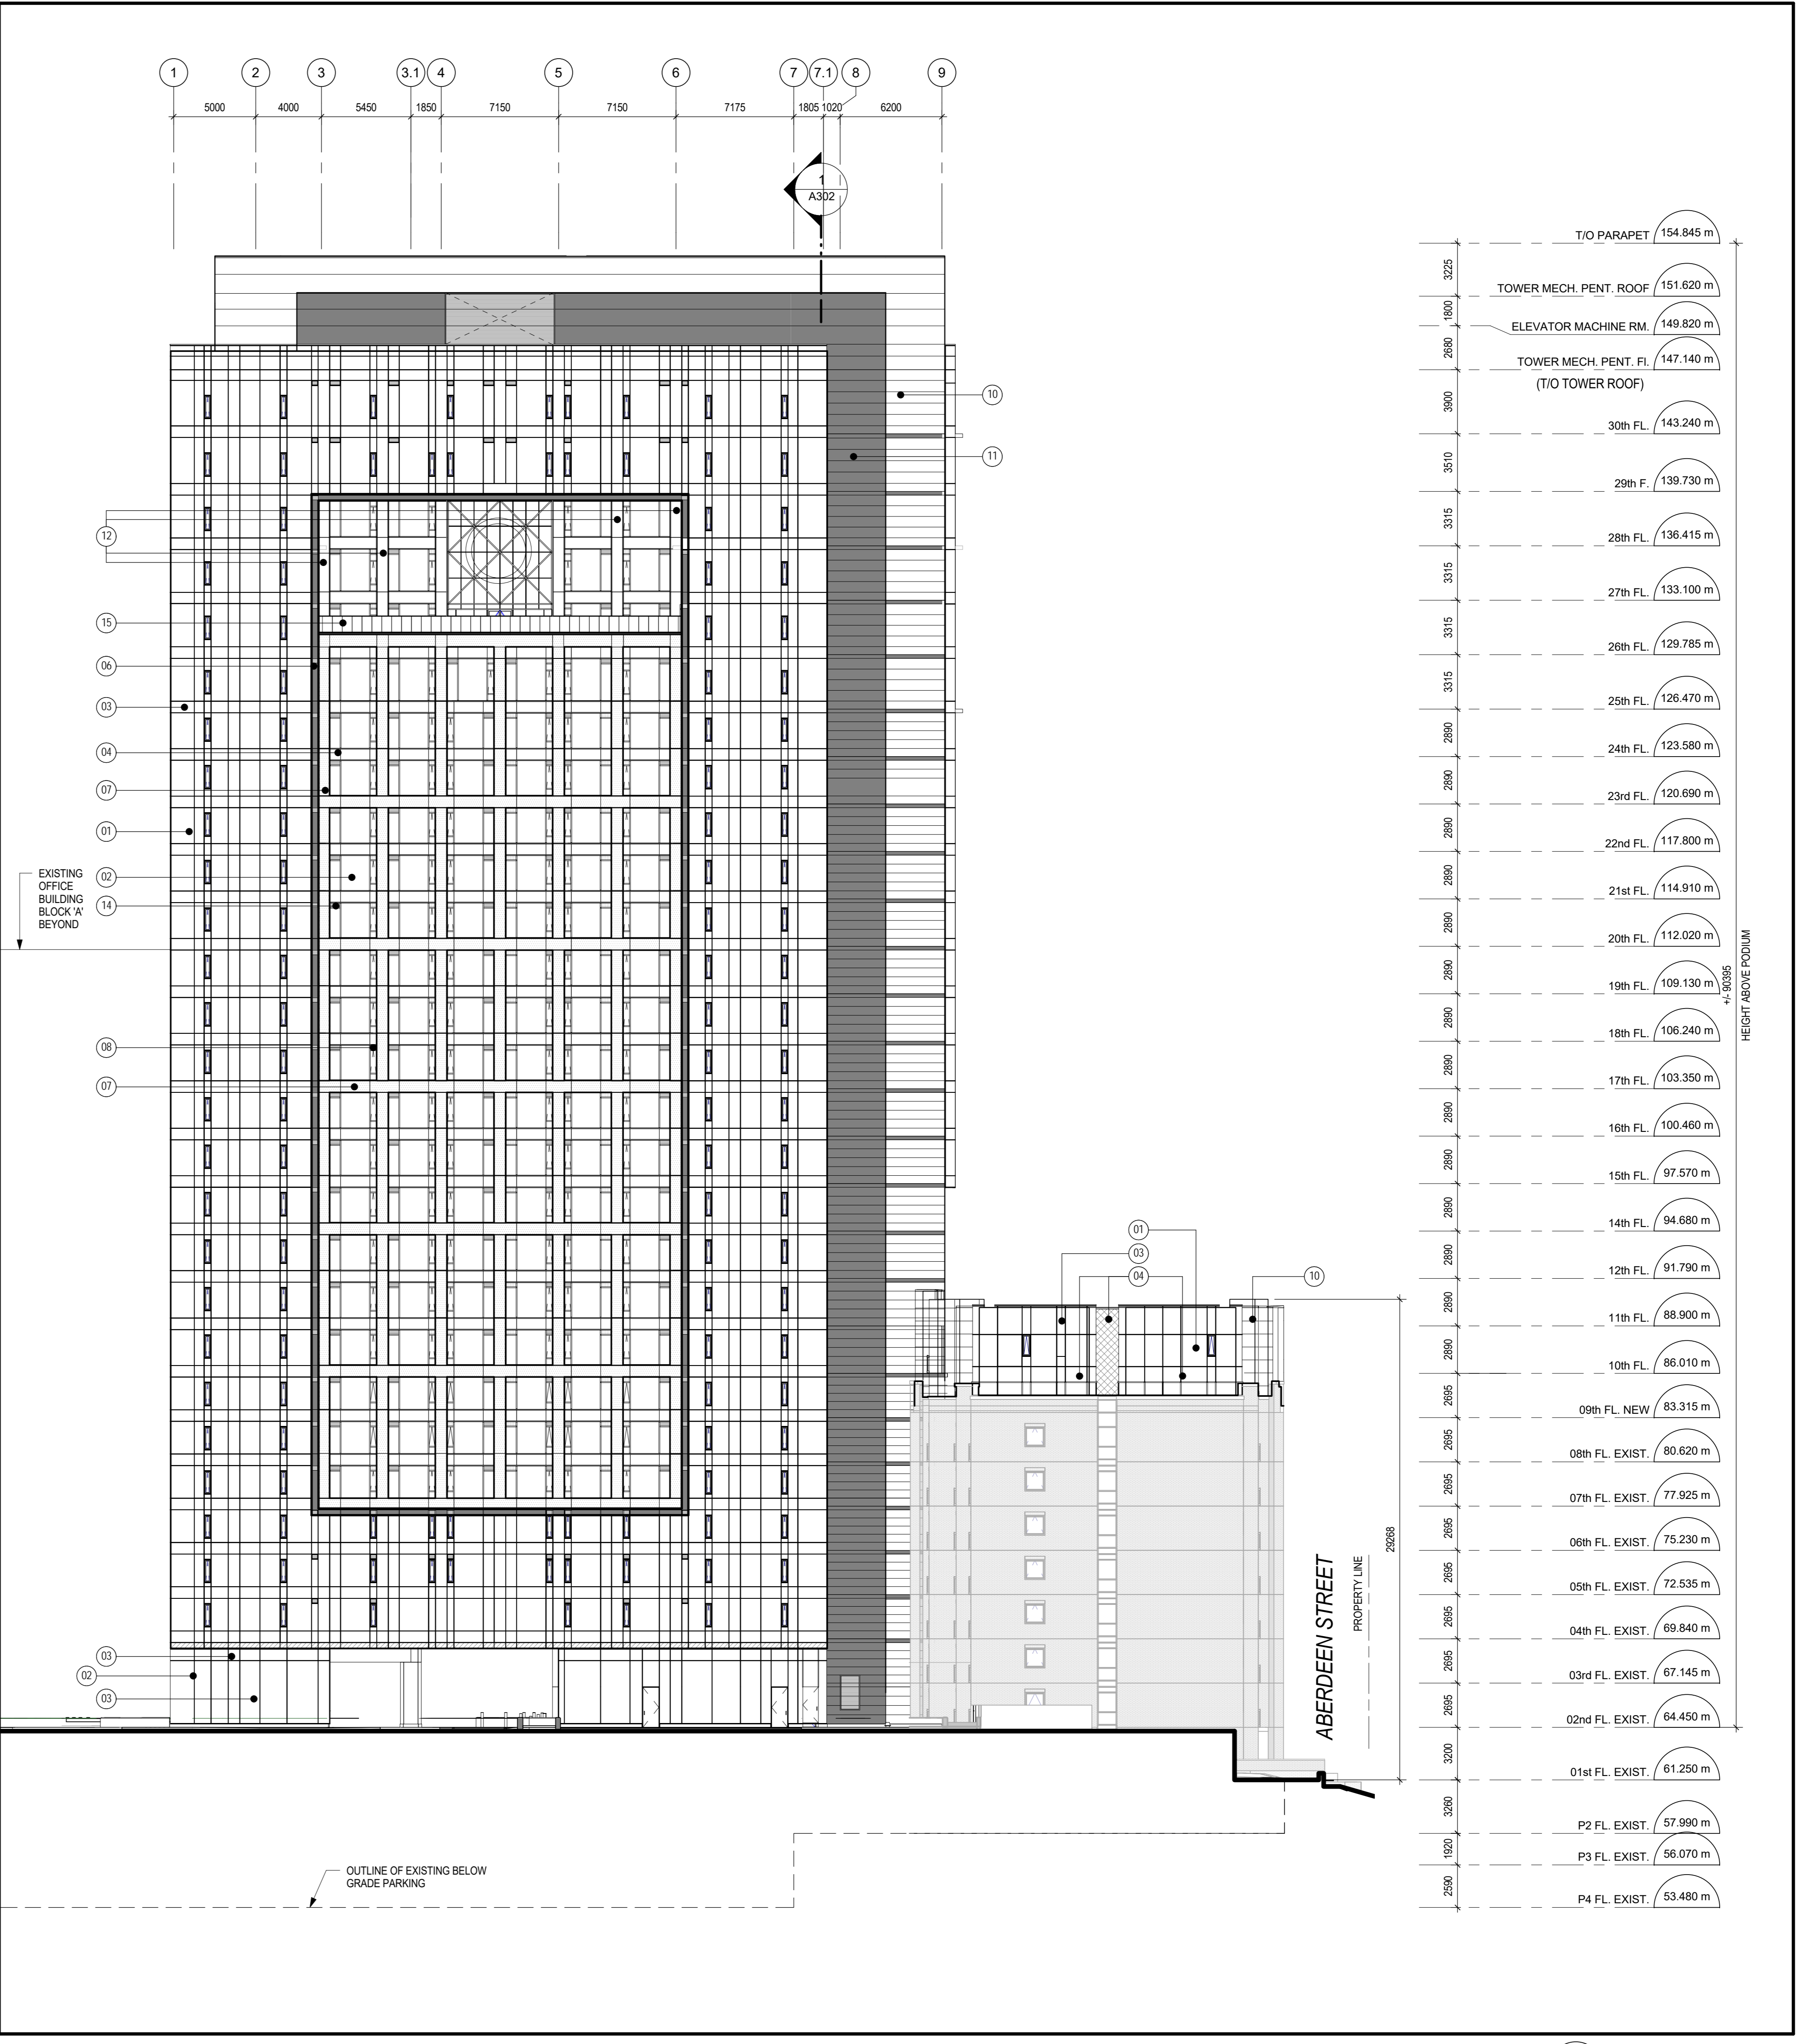 1 2 3 3.1 4 5 6 7 7.1 8 9
5000 4000 5450 1850 7150 7150 7175 1805 1020 6200
1
A302
T/O PARAPET 154.845 m
3225
TOWER MECH. PENT. ROOF 151.620 m
1800
ELEVATOR MACHINE RM. 149.820 m
2680
TOWER MECH. PENT. Fl. 147.140 m
(T/O TOWER ROOF)
3900
30th FL. 143.240 m
3510
29th F. 139.730 m
3315
28th FL. 136.415 m
3315
27th FL. 133.100 m
3315
26th FL. 129.785 m
3315
25th FL. 126.470 m
2890
24th FL. 123.580 m
2890
23rd FL. 120.690 m
2890
22nd FL. 117.800 m
2890
21st FL. 114.910 m
2890
20th FL. 112.020 m
2890
19th FL. 109.130 m
2890
18th FL. 106.240 m
2890
17th FL. 103.350 m
2890
16th FL. 100.460 m
2890
15th FL. 97.570 m
2890
14th FL. 94.680 m
2890
12th FL. 91.790 m
2890
11th FL. 88.900 m
2890
10th FL. 86.010 m
2695
09th FL. NEW 83.315 m
2695
08th FL. EXIST. 80.620 m
2695
07th FL. EXIST. 77.925 m
2695
06th FL. EXIST. 75.230 m
2695
05th FL. EXIST. 72.535 m
2695
04th FL. EXIST. 69.840 m
2695
03rd FL. EXIST. 67.145 m
2695
02nd FL. EXIST. 64.450 m
3200
01st FL. EXIST. 61.250 m
3260
P2 FL. EXIST. 57.990 m
1920
P3 FL. EXIST. 56.070 m
2590
P4 FL. EXIST. 53.480 m
+/- 90395
HEIGHT ABOVE PODIUM
10
11
12
15
06
03
04
07
01
02
14
08
07
03
02
03
EXISTING
OFFICE
BUILDING
BLOCK 'A'
BEYOND
01
03
04
10
29268
ABERDEEN STREET
PROPERTY LINE
OUTLINE OF EXISTING BELOW
GRADE PARKING